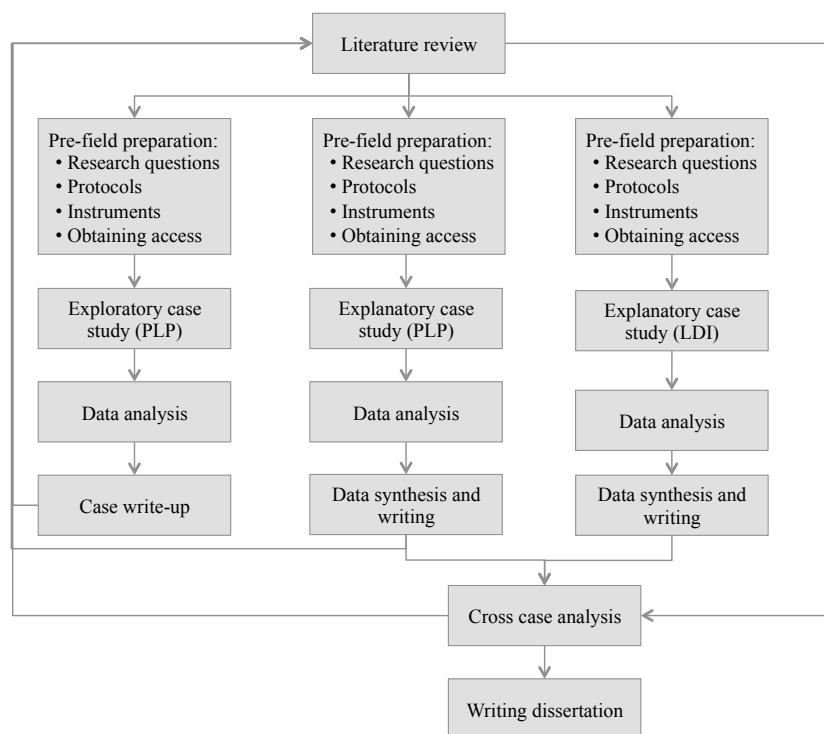 Literature review
Pre-field preparation:
• Research questions
• Protocols
• Instruments
• Obtaining access
Pre-field preparation:
• Research questions
• Protocols
• Instruments
• Obtaining access
Pre-field preparation:
• Research questions
• Protocols
• Instruments
• Obtaining access
Exploratory case
study (PLP)
Explanatory case
study (PLP)
Explanatory case
study (LDI)
Data analysis
Data analysis
Data analysis
Case write-up
Data synthesis and
writing
Data synthesis and
writing
Cross case analysis
Writing dissertation